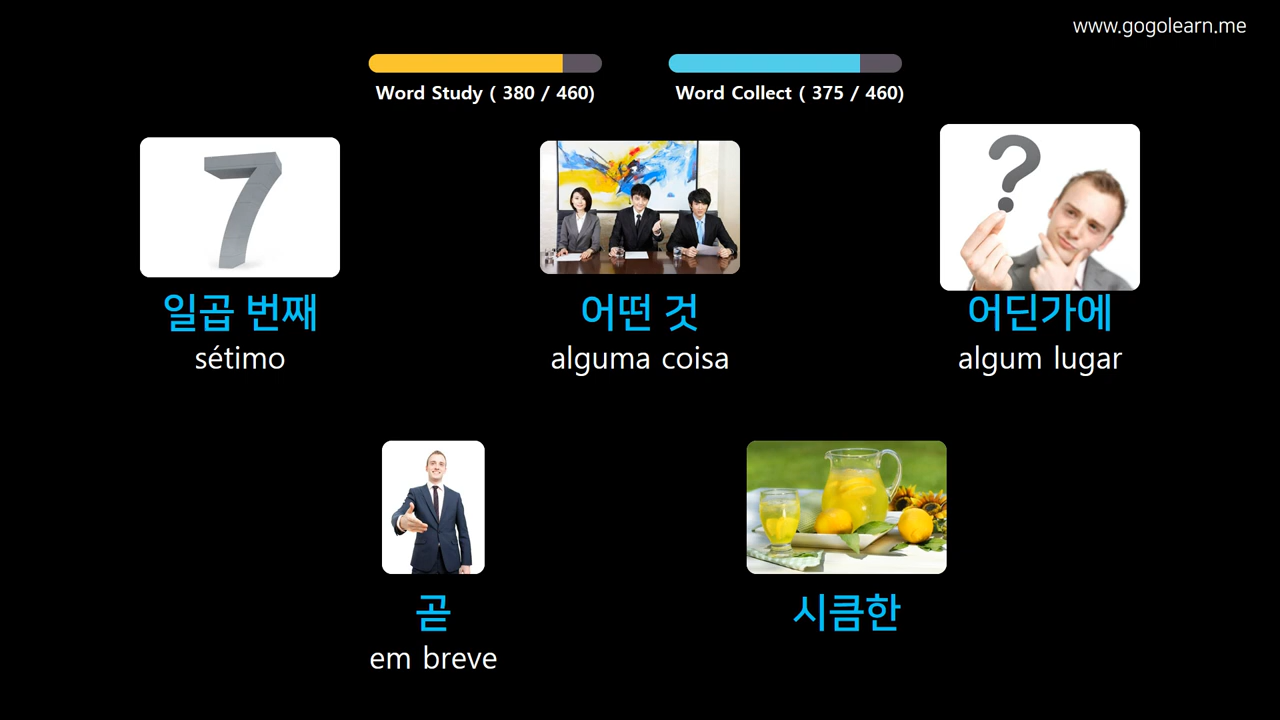 www.gogolearn.me
Word Study ( 380 / 460)
Word Collect ( 375 / 460)
일곱 번째
sétimo
어떤 것
alguma coisa
어딘가에
algum lugar
곧
em breve
시큼한